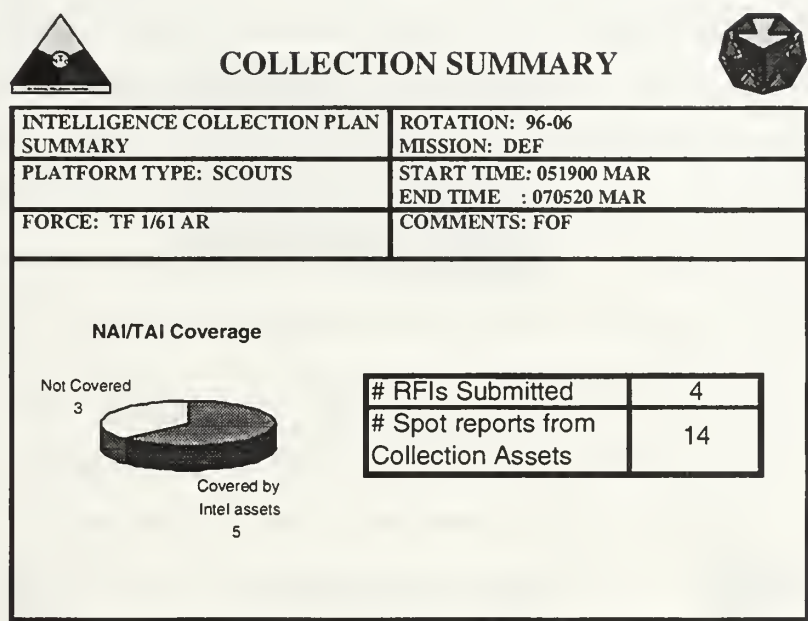 COLLECTION SUMMARY
INTELLIGENCE COLLECTION PLAN
SUMMARY
ROTATION: 96-06
MISSION: DEF
PLATFORM TYPE: SCOUTS
START TIME: 051900 MAR
END TIME : 070520 MAR
FORCE: TF 1/61 AR
COMMENTS: FOF
NAI/TAI Coverage
Not Covered
3
Covered by
Intel assets
5
# RFIs Submitted 4
# Spot reports from
Collection Assets 14